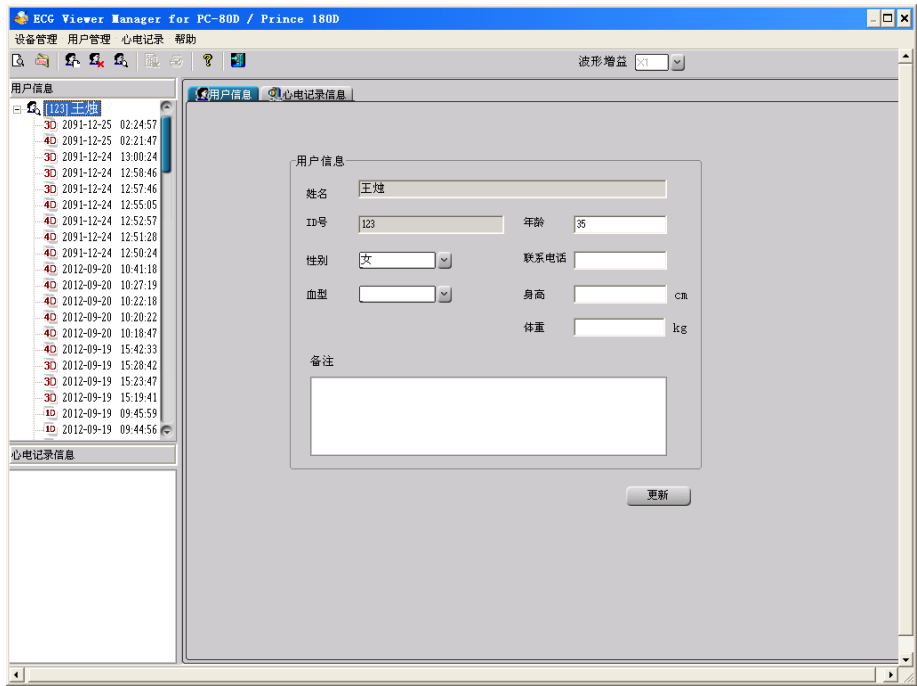 ECG Viewer Manager for PC-80D / Prince 180D
设备管理 用户管理 心电记录 帮助
波形增益 X1
用户信息
[123] 王烛
3D 2091-12-25 02:24:57
4D 2091-12-25 02:21:47
3D 2091-12-24 13:00:24
3D 2091-12-24 12:58:46
3D 2091-12-24 12:57:46
4D 2091-12-24 12:55:05
4D 2091-12-24 12:52:57
4D 2091-12-24 12:51:28
4D 2091-12-24 12:50:24
4D 2012-09-20 10:41:18
4D 2012-09-20 10:27:19
4D 2012-09-20 10:22:18
4D 2012-09-20 10:20:22
4D 2012-09-20 10:18:47
4D 2012-09-19 15:42:33
3D 2012-09-19 15:28:42
3D 2012-09-19 15:23:47
3D 2012-09-19 15:19:41
1D 2012-09-19 09:45:59
1D 2012-09-19 09:44:56
心电记录信息
用户信息 心电记录信息
用户信息
姓名 王烛
ID号 123 年龄 35
性别 女 联系电话
血型 身高 cm
体重 kg
备注
更新